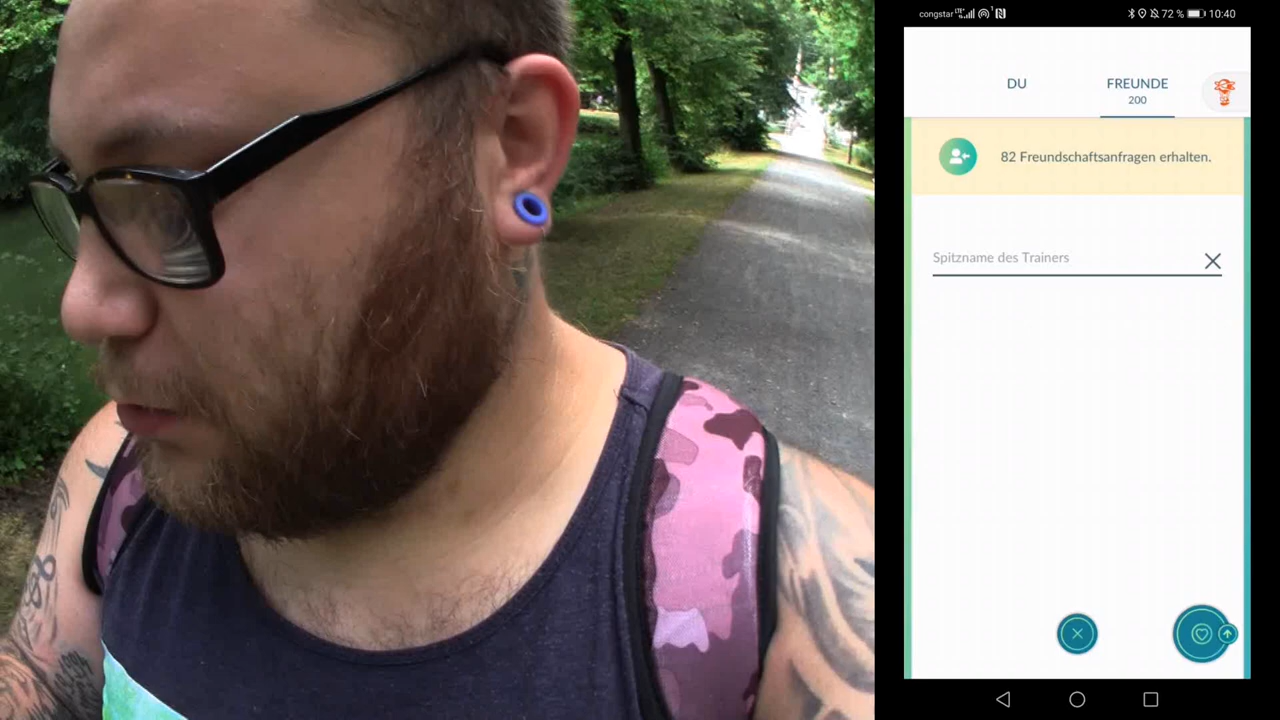 congstar
72 %
10:40
DU
FREUNDE
200
82 Freundschaftsanfragen erhalten.
Spitzname des Trainers